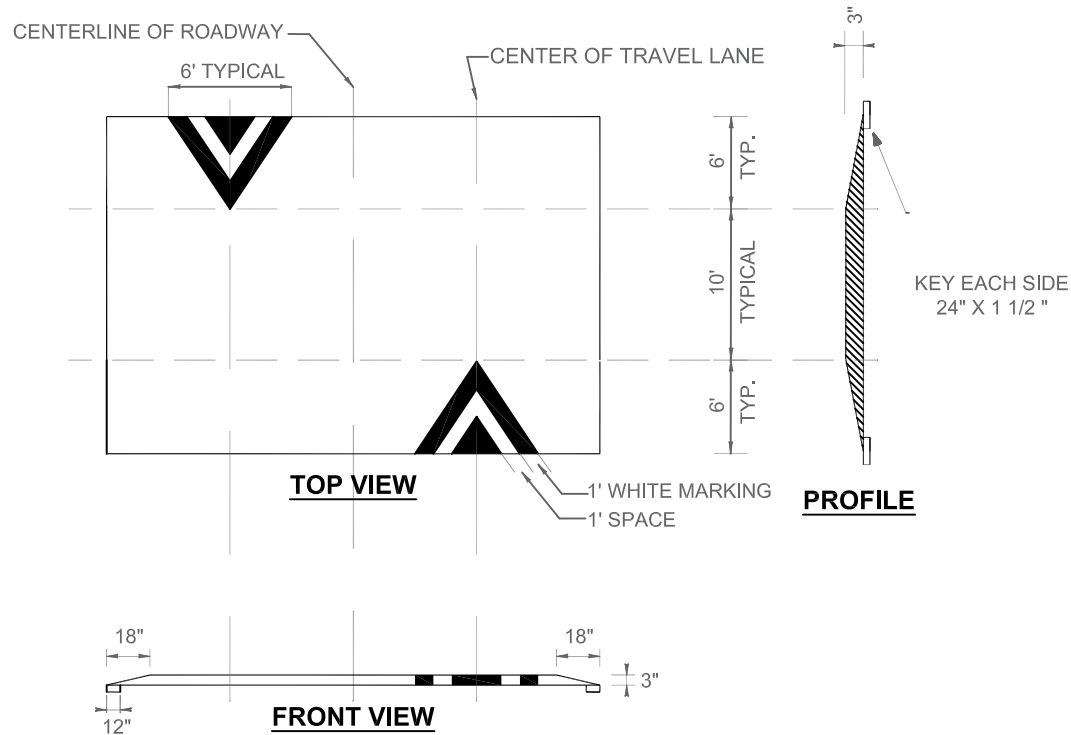 CENTERLINE OF ROADWAY
6' TYPICAL
CENTER OF TRAVEL LANE
3"
6'
TYP.
10'
TYPICAL
6'
TYP.
KEY EACH SIDE
24" X 1 1/2 "
TOP VIEW
1' WHITE MARKING
1' SPACE
PROFILE
18"
18"
3"
12"
FRONT VIEW